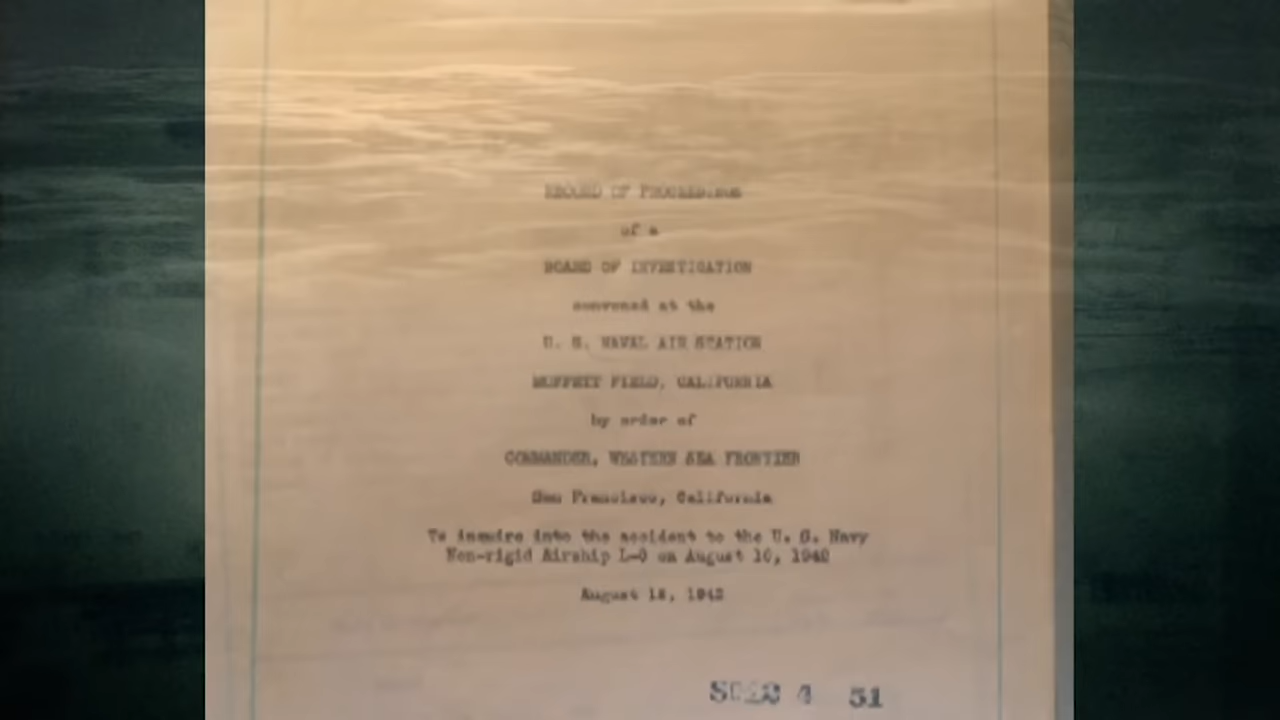 RECORD OF PROCEEDINGS
of a
BOARD OF INVESTIGATION
convened at the
U. S. NAVAL AIR STATION
MOFFETT FIELD, CALIFORNIA
by order of
COMMANDER, WESTERN SEA FRONTIER
San Francisco, California
To inquire into the accident to the U. S. Navy
Non-rigid Airship L-8 on August 16, 1942
August 18, 1942
4 51